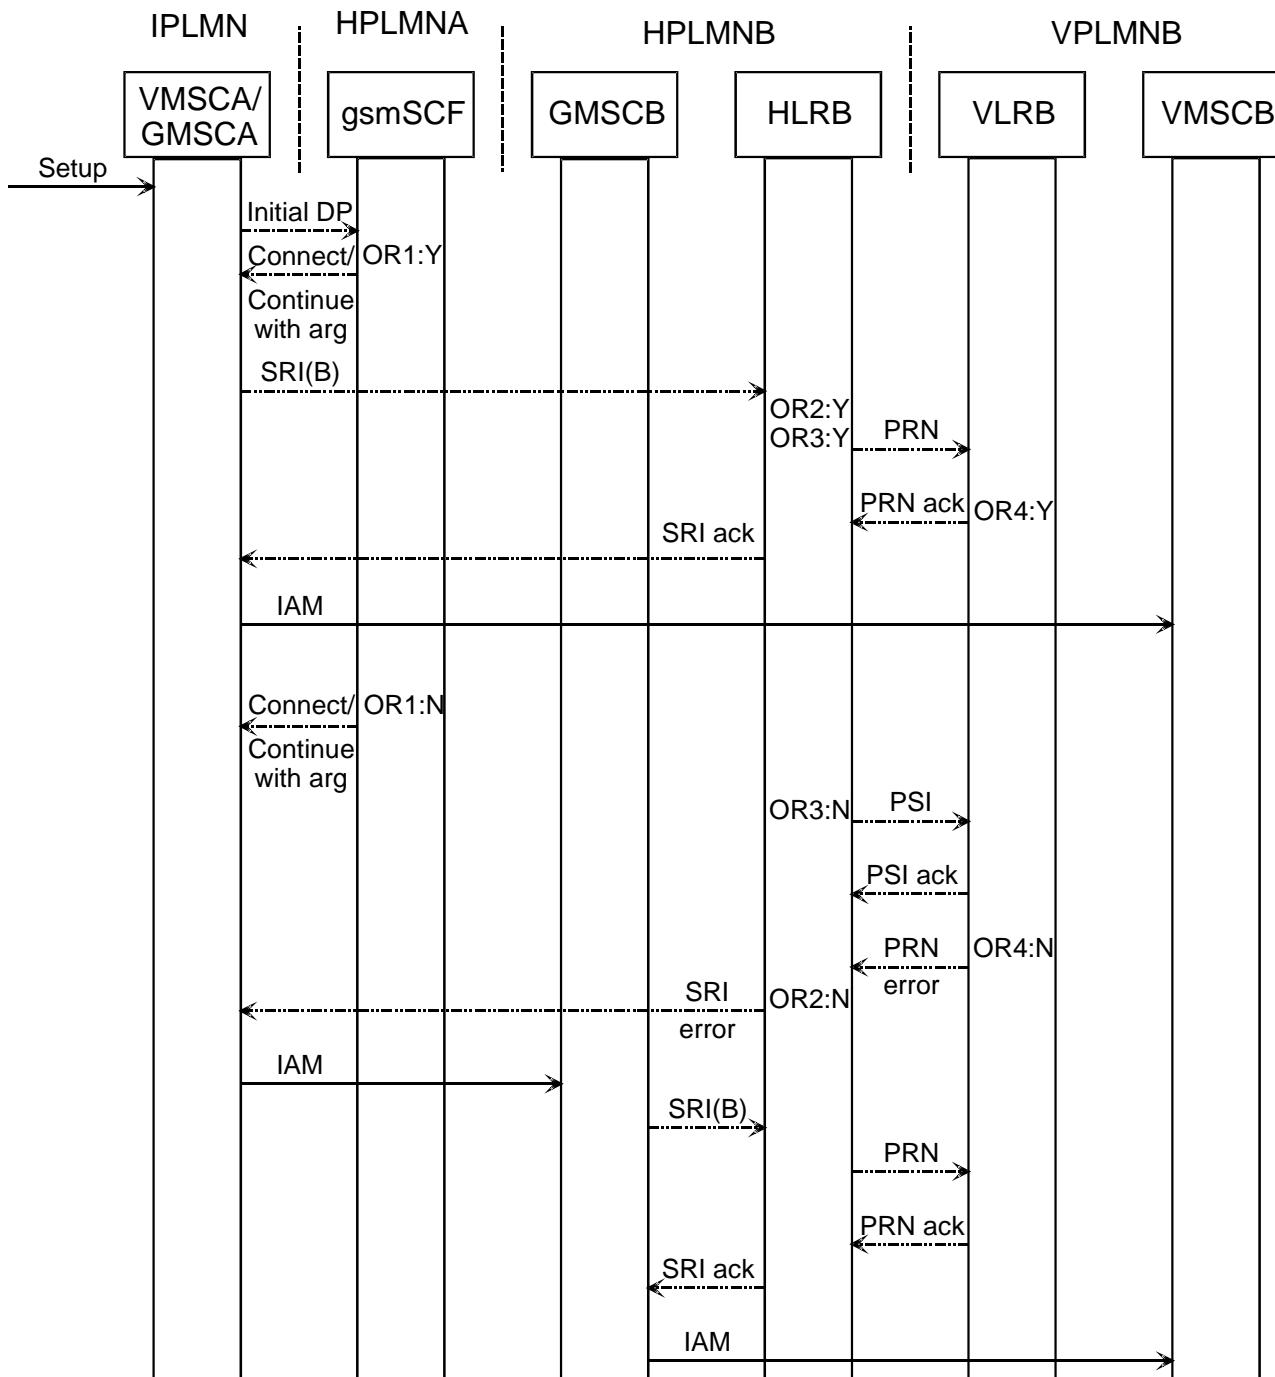 IPLMN
HPLMNA
HPLMNB
VPLMNB
VMSCA/
GMSCA
gsmSCF
GMSCB
HLRB
VLRB
VMSCB
Setup
Initial DP
Connect/
OR1:Y
Continue
with arg
SRI(B)
OR2:Y
OR3:Y
PRN
PRN ack
OR4:Y
SRI ack
IAM
Connect/
OR1:N
Continue
with arg
OR3:N
PSI
PSI ack
PRN
OR4:N
error
SRI
OR2:N
error
IAM
SRI(B)
PRN
PRN ack
SRI ack
IAM